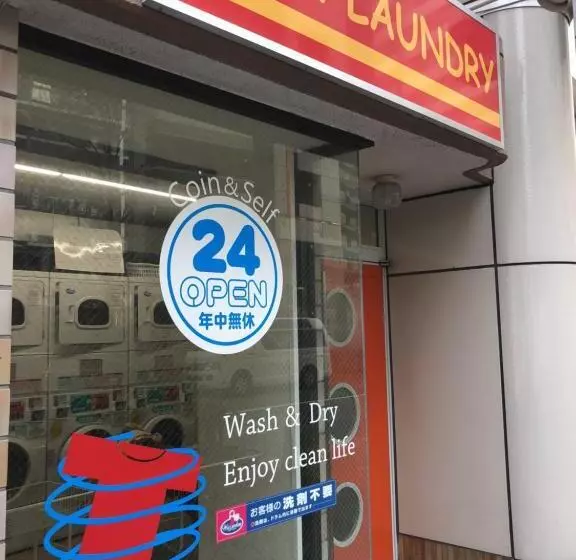 LAUNDRY
Coin & Self
24
OPEN
年中無休
Wash & Dry
Enjoy clean life
お客様の 洗剤不要